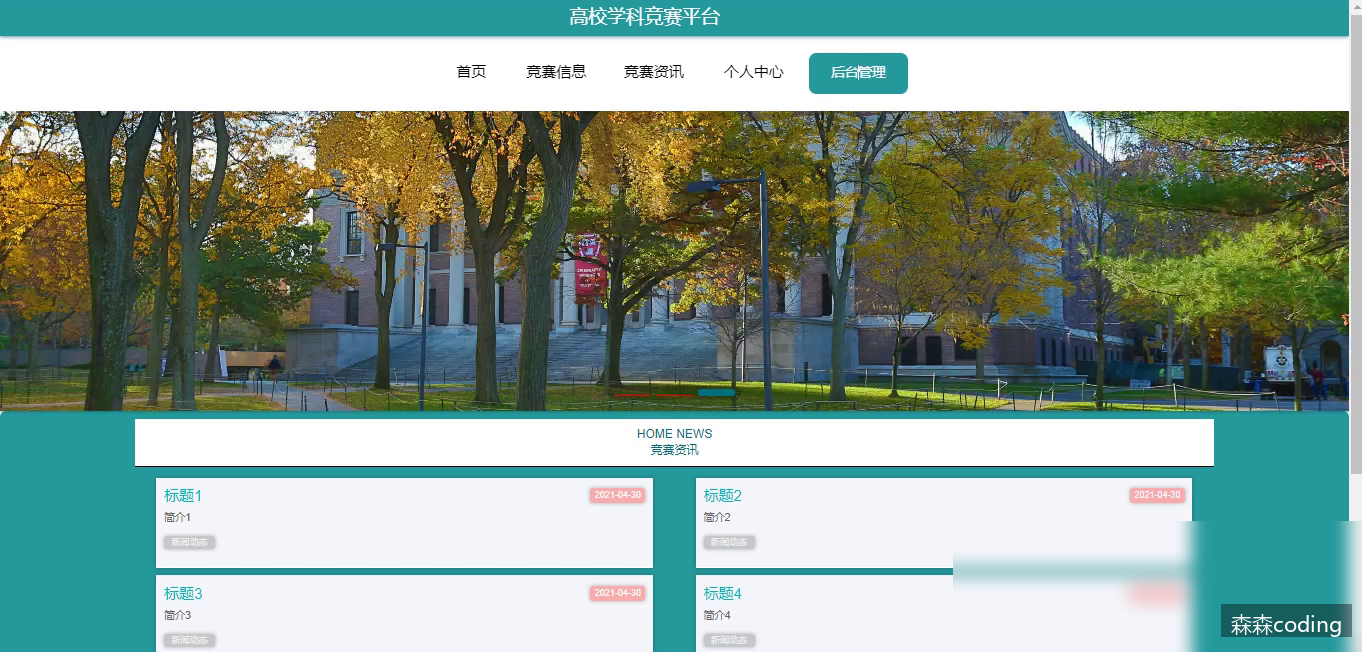 高校学科竞赛平台
首页 竞赛信息 竞赛资讯 个人中心 后台管理
HOME NEWS
竞赛资讯
标题1 2021-04-30
简介1
新闻动态
标题2 2021-04-30
简介2
新闻动态
标题3 2021-04-30
简介3
新闻动态
标题4
简介4
新闻动态
森森coding